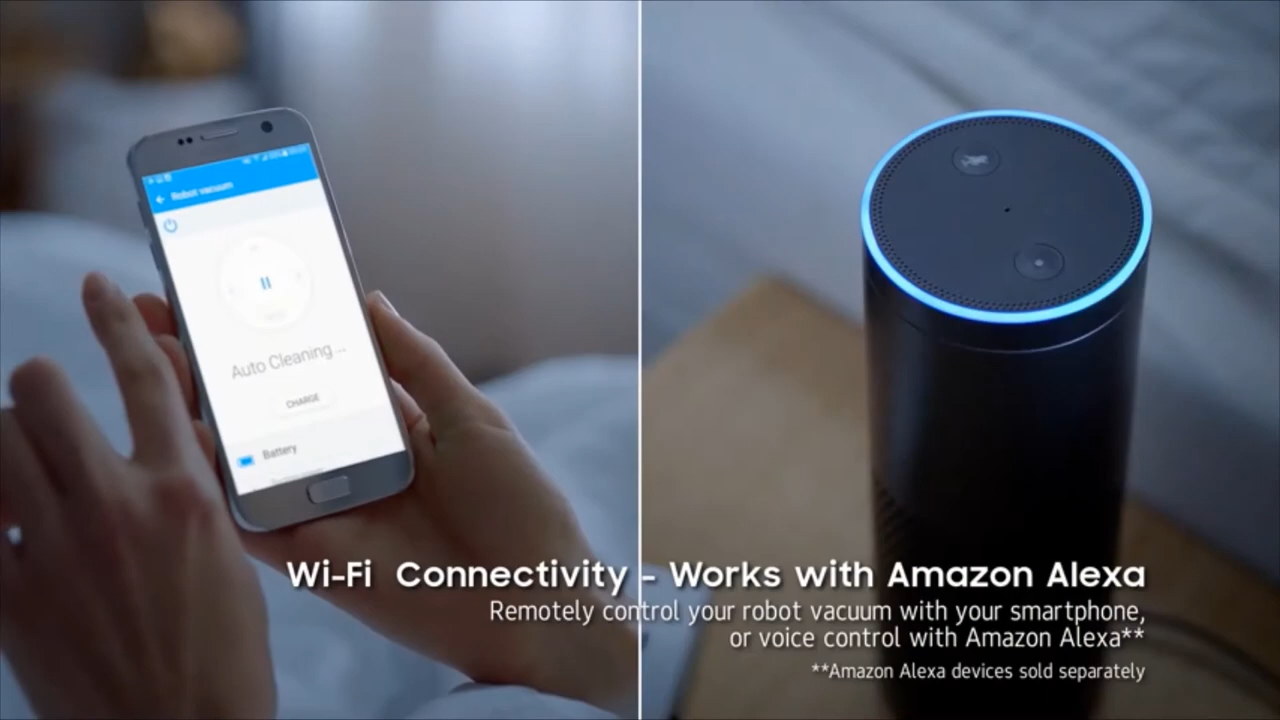 Robot vacuum
Auto Cleaning ...
CHARGE
Battery
Wi-Fi Connectivity - Works with Amazon Alexa
Remotely control your robot vacuum with your smartphone,
or voice control with Amazon Alexa**
**Amazon Alexa devices sold separately